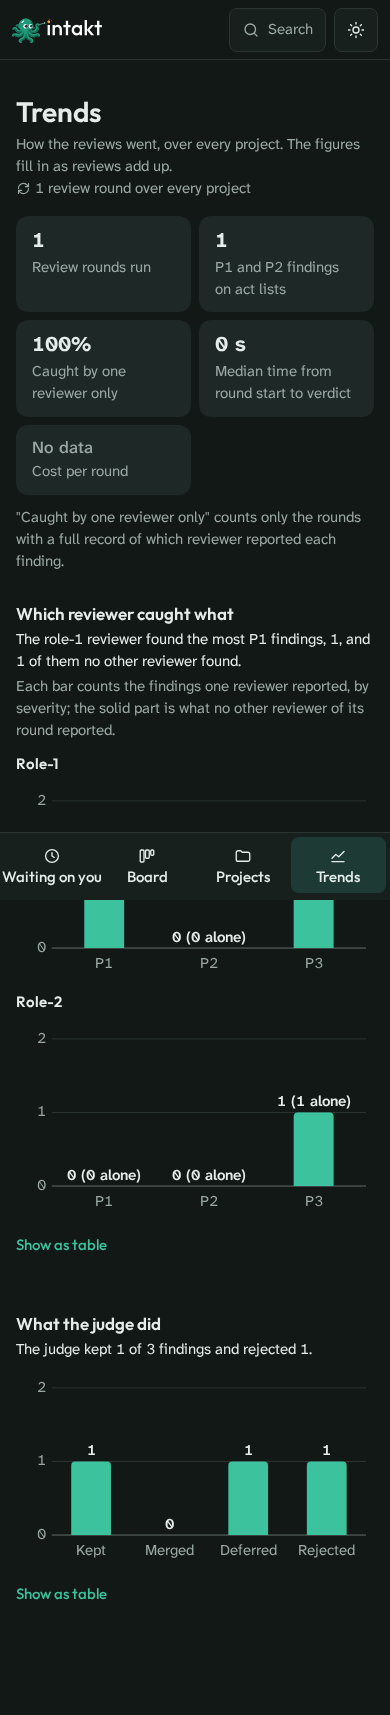 intakt
Search
Trends
How the reviews went, over every project. The figures
fill in as reviews add up.
1 review round over every project
1
Review rounds run
1
P1 and P2 findings
on act lists
100%
Caught by one
reviewer only
0 s
Median time from
round start to verdict
No data
Cost per round
"Caught by one reviewer only" counts only the rounds
with a full record of which reviewer reported each
finding.
Which reviewer caught what
The role-1 reviewer found the most P1 findings, 1, and
1 of them no other reviewer found.
Each bar counts the findings one reviewer reported, by
severity; the solid part is what no other reviewer of its
round reported.
Role-1
2
Waiting on you
Board
Projects
Trends
0 (0 alone)
0
P1
P2
P3
Role-2
2
1 (1 alone)
1
0 (0 alone)
0 (0 alone)
0
P1
P2
P3
Show as table
What the judge did
The judge kept 1 of 3 findings and rejected 1.
2
1
1
1
1
0
0
Kept
Merged
Deferred
Rejected
Show as table